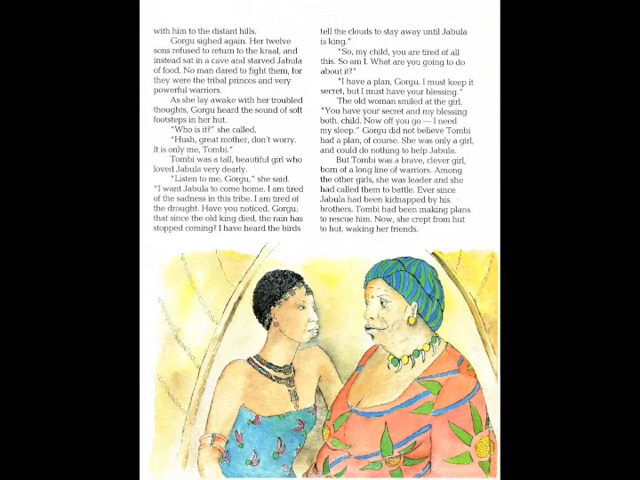 with him to the distant hills.
Gorgu sighed again. Her twelve
sons refused to return to the kraal, and
instead sat in a cave and starved Jabula
of food. No man dared to fight them, for
they were the tribal princes and very
powerful warriors.
As she lay awake with her troubled
thoughts, Gorgu heard the sound of soft
footsteps in her hut.
"Who is it?" she called.
"Hush, great mother, don't worry.
It is only me, Tombi."
Tombi was a tall, beautiful girl who
loved Jabula very dearly.
"Listen to me, Gorgu," she said.
"I want Jabula to come home. I am tired
of the sadness in this tribe. I am tired of
the drought. Have you noticed, Gorgu,
that since the old king died, the rain has
stopped coming? I have heard the birds
tell the clouds to stay away until Jabula
is king."
"So, my child, you are tired of all
this. So am I. What are you going to do
about it?"
"I have a plan, Gorgu. I must keep it
secret, but I must have your blessing."
The old woman smiled at the girl.
"You have your secret and my blessing
both, child. Now off you go — I need
my sleep." Gorgu did not believe Tombi
had a plan, of course. She was only a girl,
and could do nothing to help Jabula.
But Tombi was a brave, clever girl,
born of a long line of warriors. Among
the other girls, she was leader and she
had called them to battle. Ever since
Jabula had been kidnapped by his
brothers, Tombi had been making plans
to rescue him. Now, she crept from hut
to hut, waking her friends.